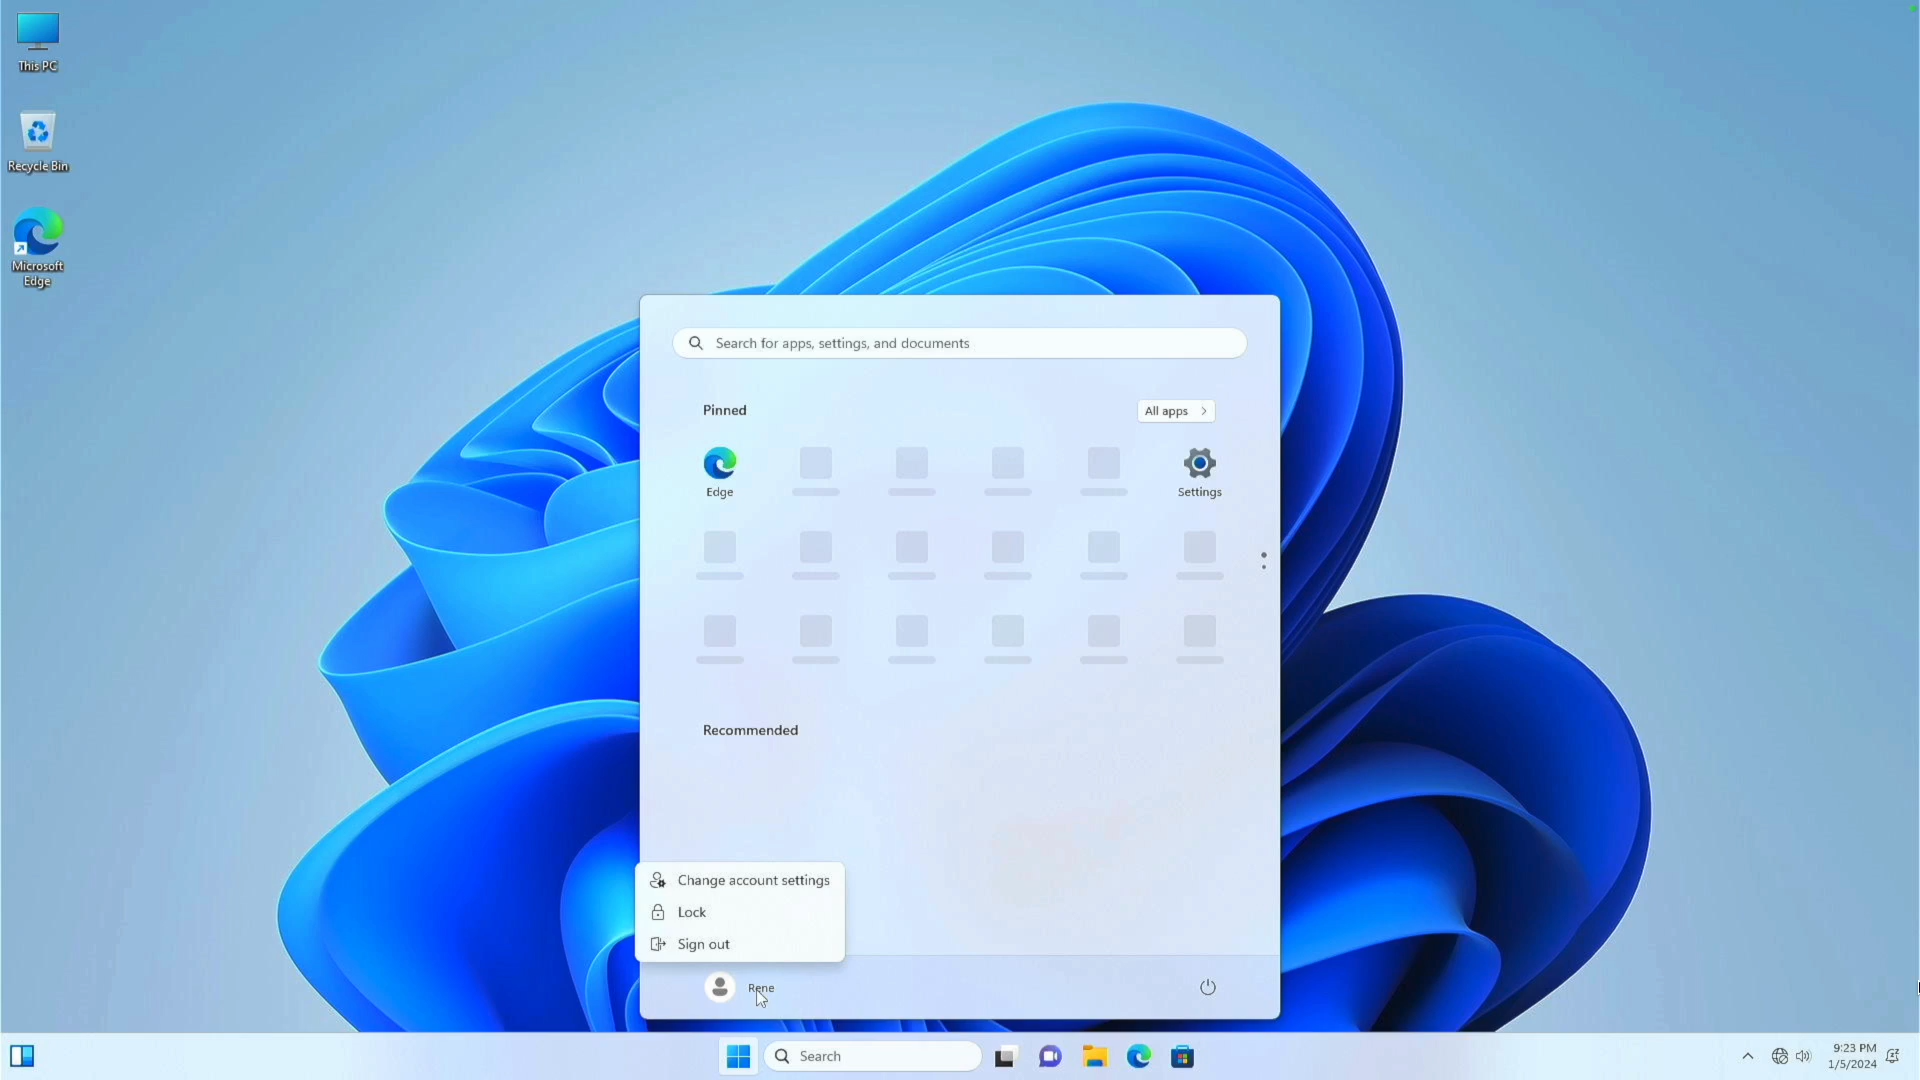 This PC
Recycle Bin
Microsoft
Edge
Search for apps, settings, and documents
Pinned
All apps
Edge
Settings
Recommended
Change account settings
Lock
Sign out
Rene
Search
9:23 PM
1/5/2024